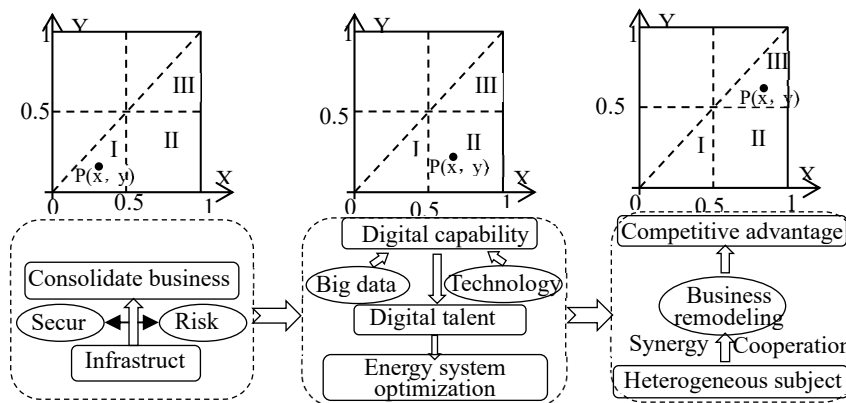 Y
1
III
0.5
I
II
P(x, y)
X
0
0.5
1
Y
1
III
0.5
I
II
P(x, y)
X
0
0.5
1
Y
1
III
P(x, y)
0.5
I
II
X
0
0.5
1
Consolidate business
Secur
Risk
Infrastruct
Digital capability
Big data
Technology
Digital talent
Energy system
optimization
Competitive advantage
Business
remodeling
Synergy
Cooperation
Heterogeneous subject